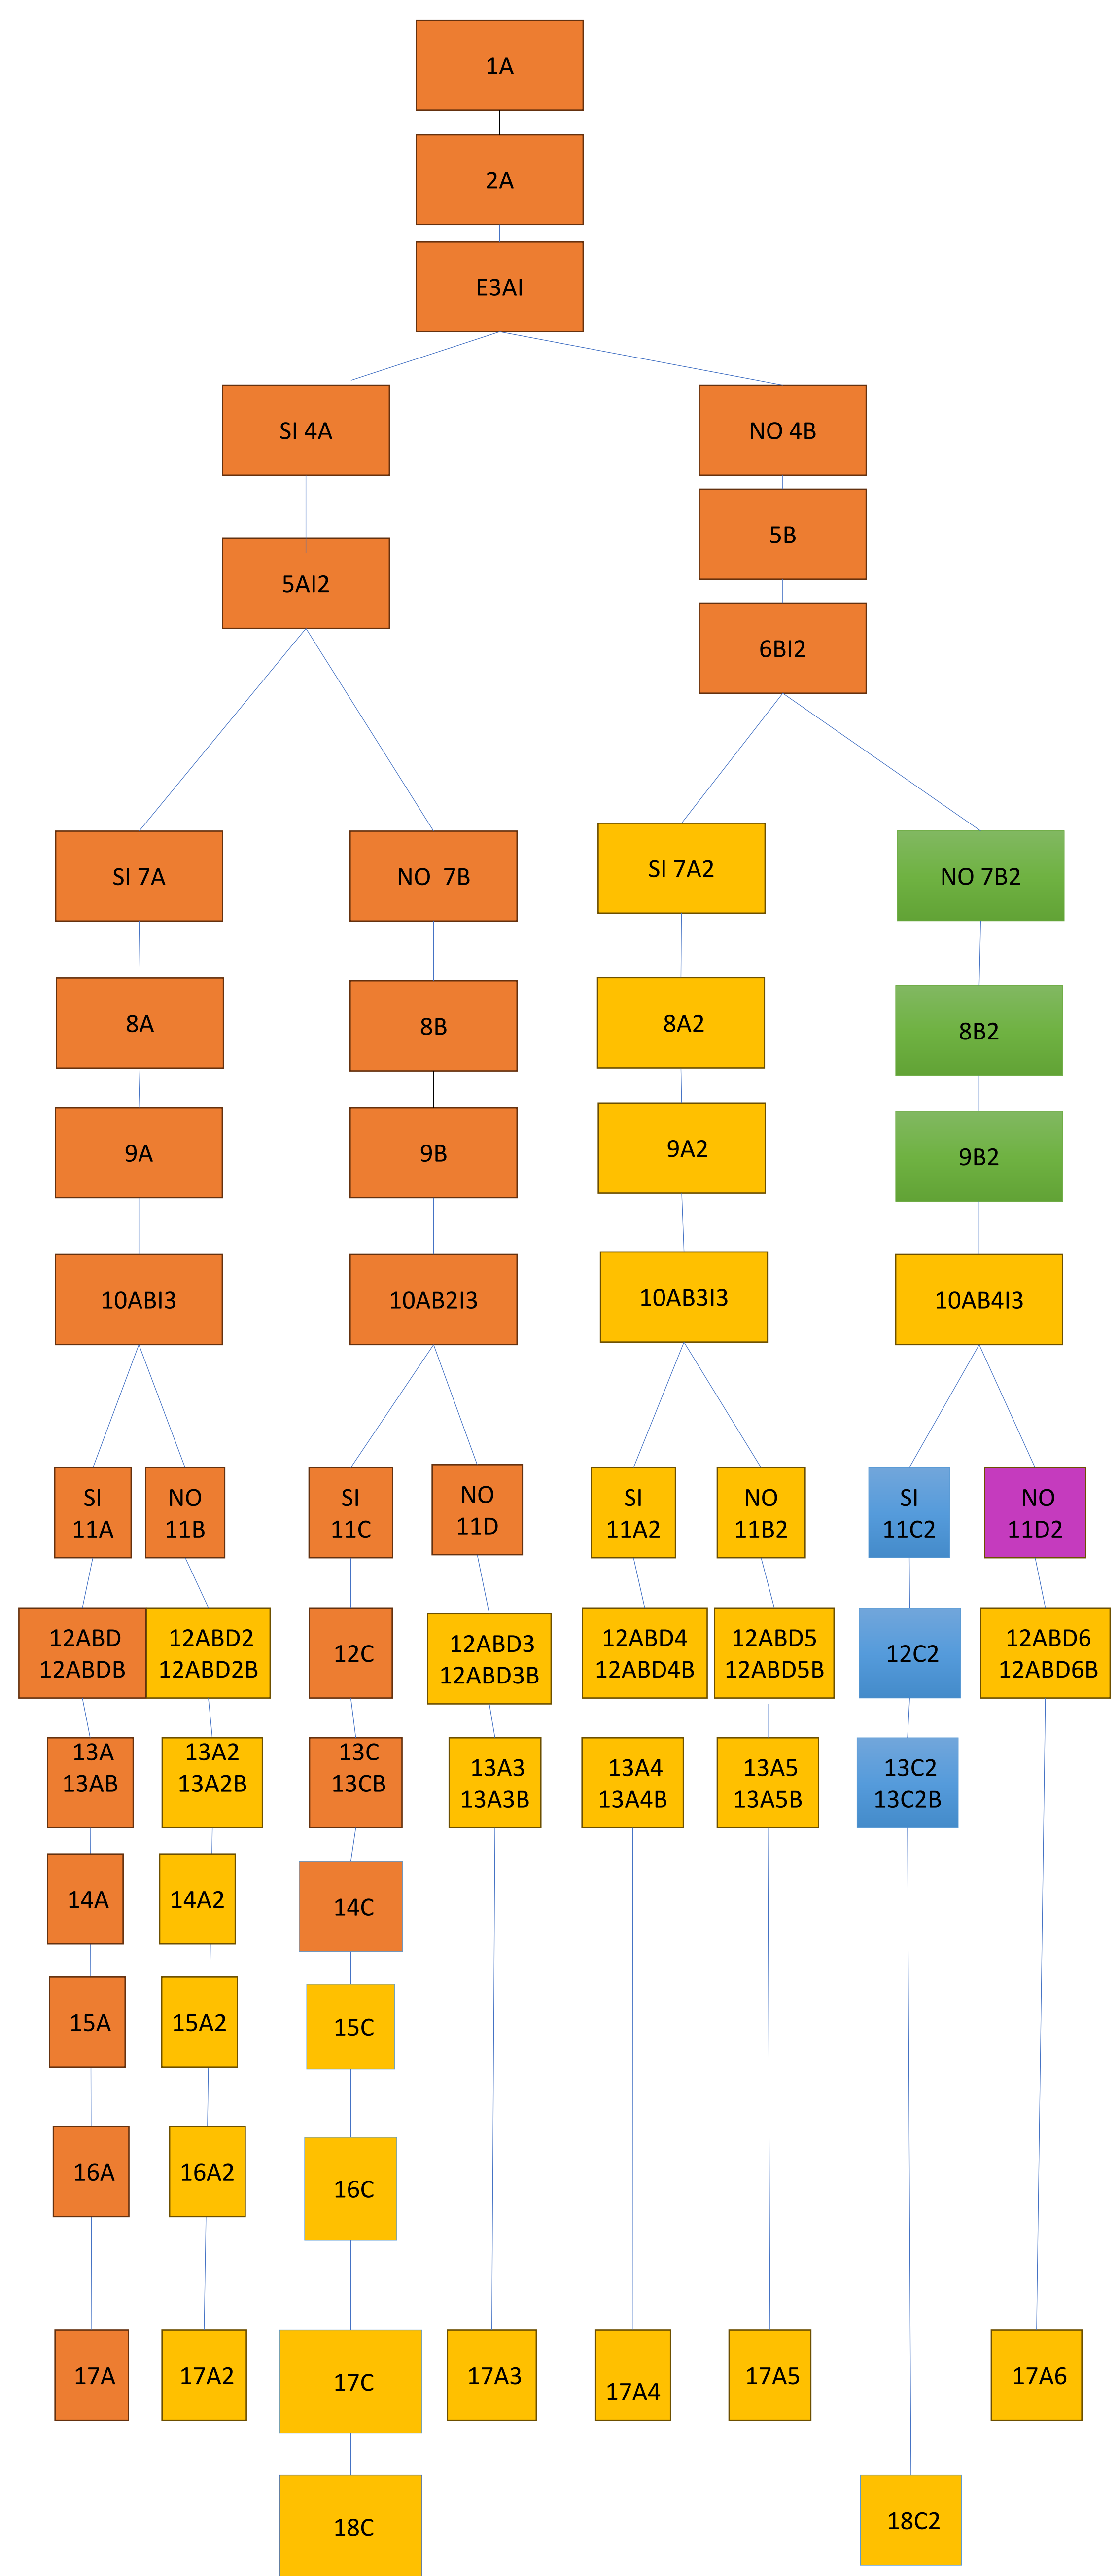 1A
2A
E3AI
SI 4A
NO 4B
5B
5AI2
6BI2
SI 7A
NO  7B
SI 7A2
NO 7B2
8A
8B
8A2
8B2
9A
9B
9A2
9B2
10ABI3
10AB2I3
10AB3I3
10AB4I3
SI
11A
NO
11B
SI
11C
NO
11D
SI
11A2
NO
11B2
SI
11C2
NO
11D2
12ABD
12ABDB
12ABD2
12ABD2B
12C
12ABD3
12ABD3B
12ABD4
12ABD4B
12ABD5
12ABD5B
12C2
12ABD6
12ABD6B
13A
13AB
13A2
13A2B
13C
13CB
13A3
13A3B
13A4
13A4B
13A5
13A5B
13C2
13C2B
14A
14A2
14C
15A
15A2
15C
16A
16A2
16C
17A
17A2
17C
17A3
17A4
17A5
17A6
18C
18C2